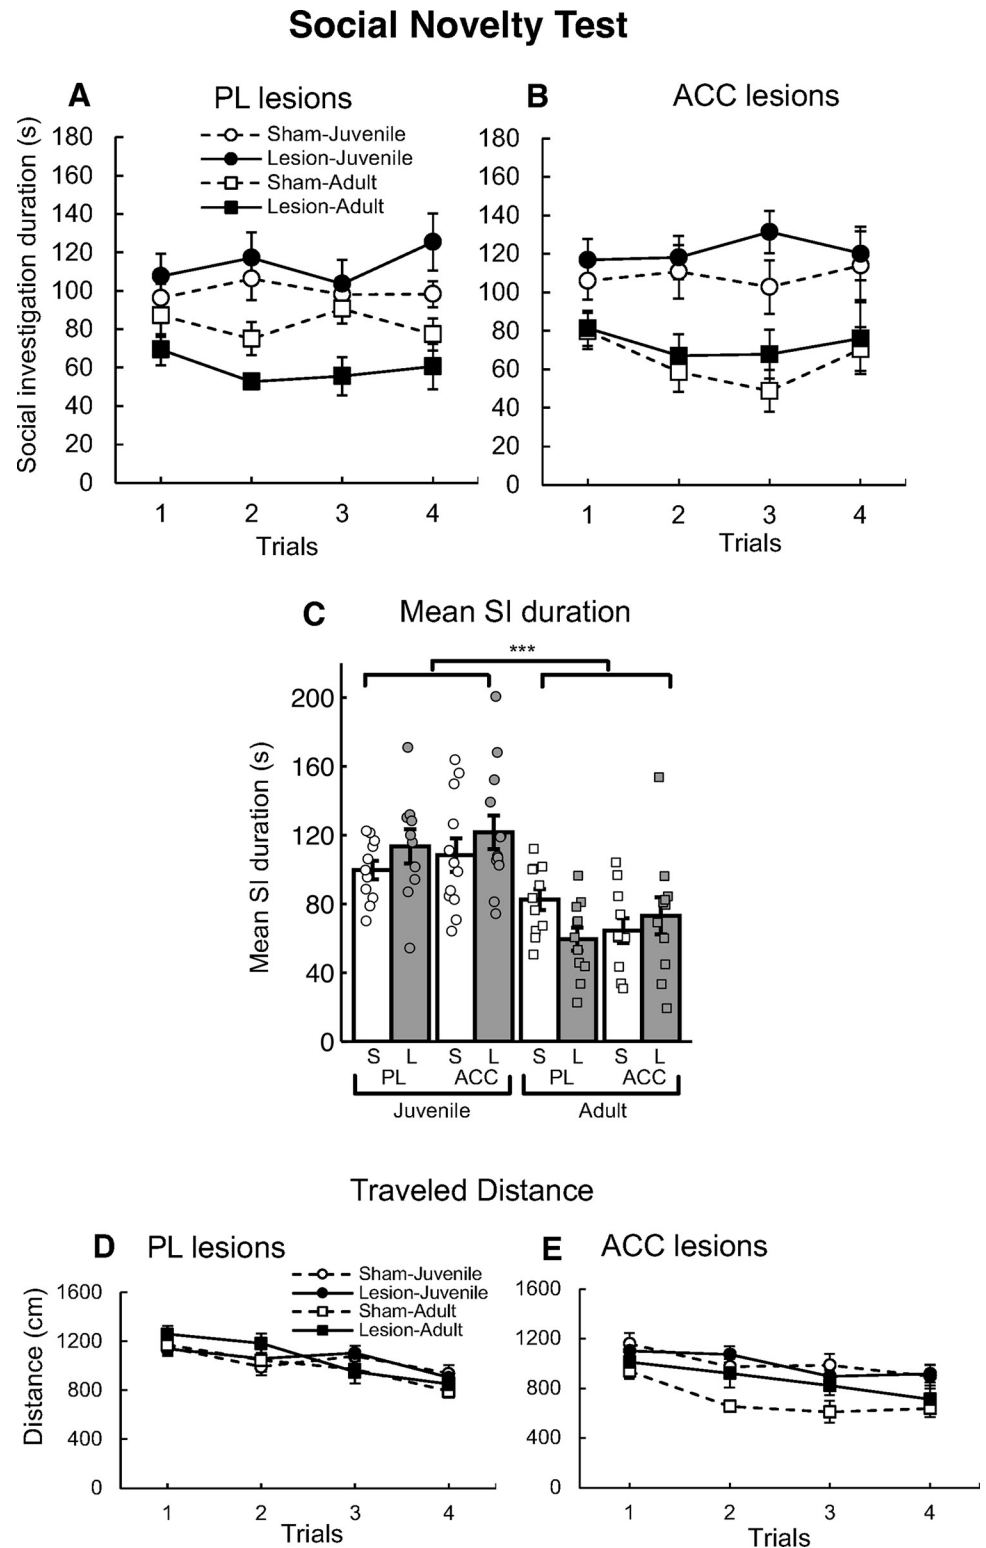 Social Novelty Test
A PL lesions
Sham-Juvenile
Lesion-Juvenile
Sham-Adult
Lesion-Adult
Social investigation duration (s)
180
160
140
120
100
80
60
40
20
0
1 2 3 4
Trials
B ACC lesions
180
160
140
120
100
80
60
40
20
0
1 2 3 4
Trials
C Mean SI duration
***
Mean SI duration (s)
200
160
120
80
40
0
S L S L S L S L
PL ACC PL ACC
Juvenile Adult
Traveled Distance
D PL lesions
Sham-Juvenile
Lesion-Juvenile
Sham-Adult
Lesion-Adult
Distance (cm)
1600
1200
800
400
0
1 2 3 4
Trials
E ACC lesions
1600
1200
800
400
0
1 2 3 4
Trials